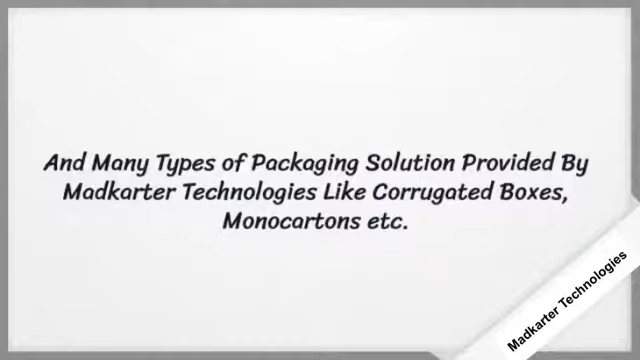 And Many Types of Packaging Solution Provided By
Madkarter Technologies Like Corrugated Boxes,
Monocartons etc.
Madkarter Technologies